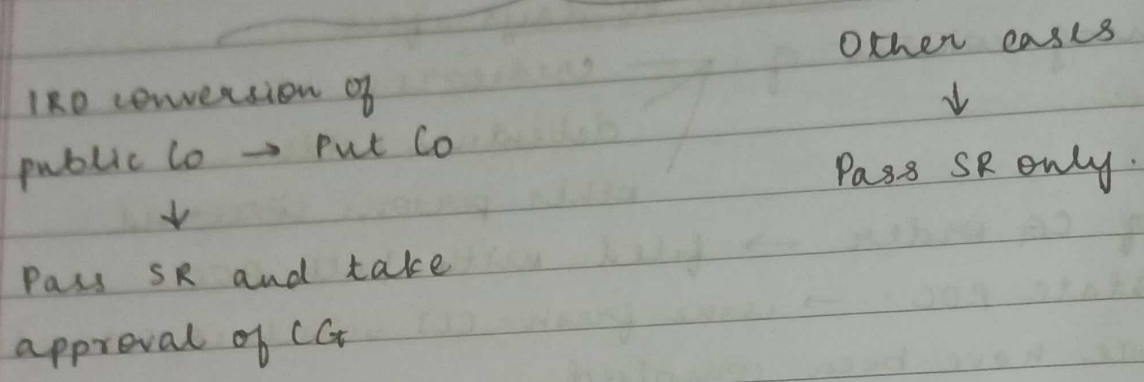 IRO conversion of
public Co → Pvt Co
↓
Pass SR and take
approval of CG
Other cases
↓
Pass SR only.